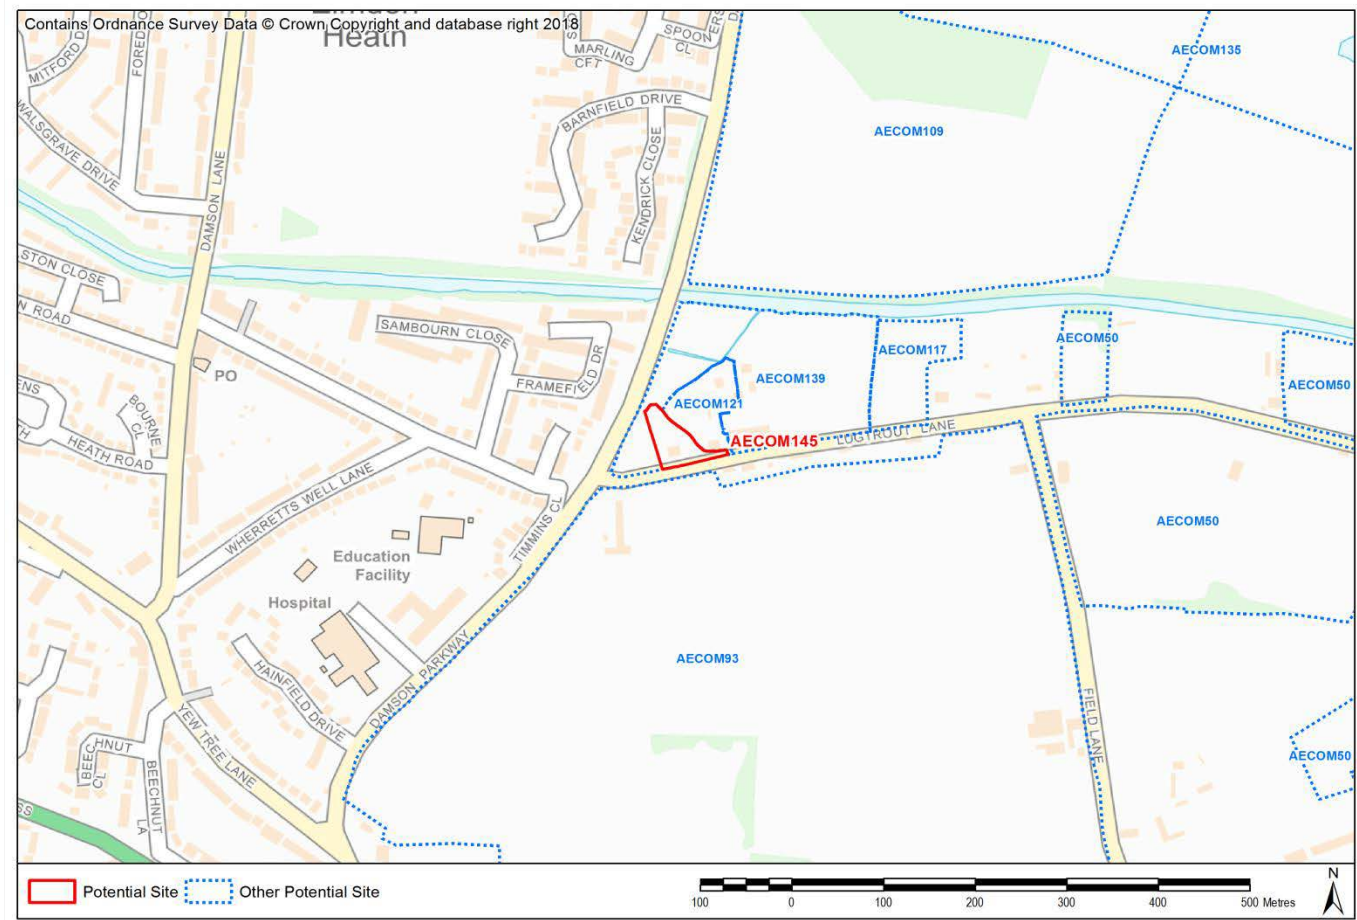 Contains Ordnance Survey Data © Crown Copyright and database right 2018
Heath
MITFORD
WALSGRAVE DRIVE
DAMSON LANE
MARLING
CFT
SPOON
CL
BARNFIELD DRIVE
KENDRICK CLOSE
AECOM135
AECOM109
CLOSE
ROAD
PO
SAMBOURN CLOSE
FRAMEFIELD DR
AECOM139
AECOM117
AECOM50
AECOM50
AECOM121
AECOM145
LUGTROUT LANE
BOURNE
CL
HEATH ROAD
WHERRETTS WELL LANE
TIMMINS CL
Education
Facility
Hospital
AECOM50
HAINFIELD DRIVE
DAMSON PARKWAY
AECOM93
FIELD LANE
YEW TREE LANE
BEECHNUT
CL
BEECHNUT
LA
AECOM50
Potential Site
Other Potential Site
100 0 100 200 300 400 500 Metres
N